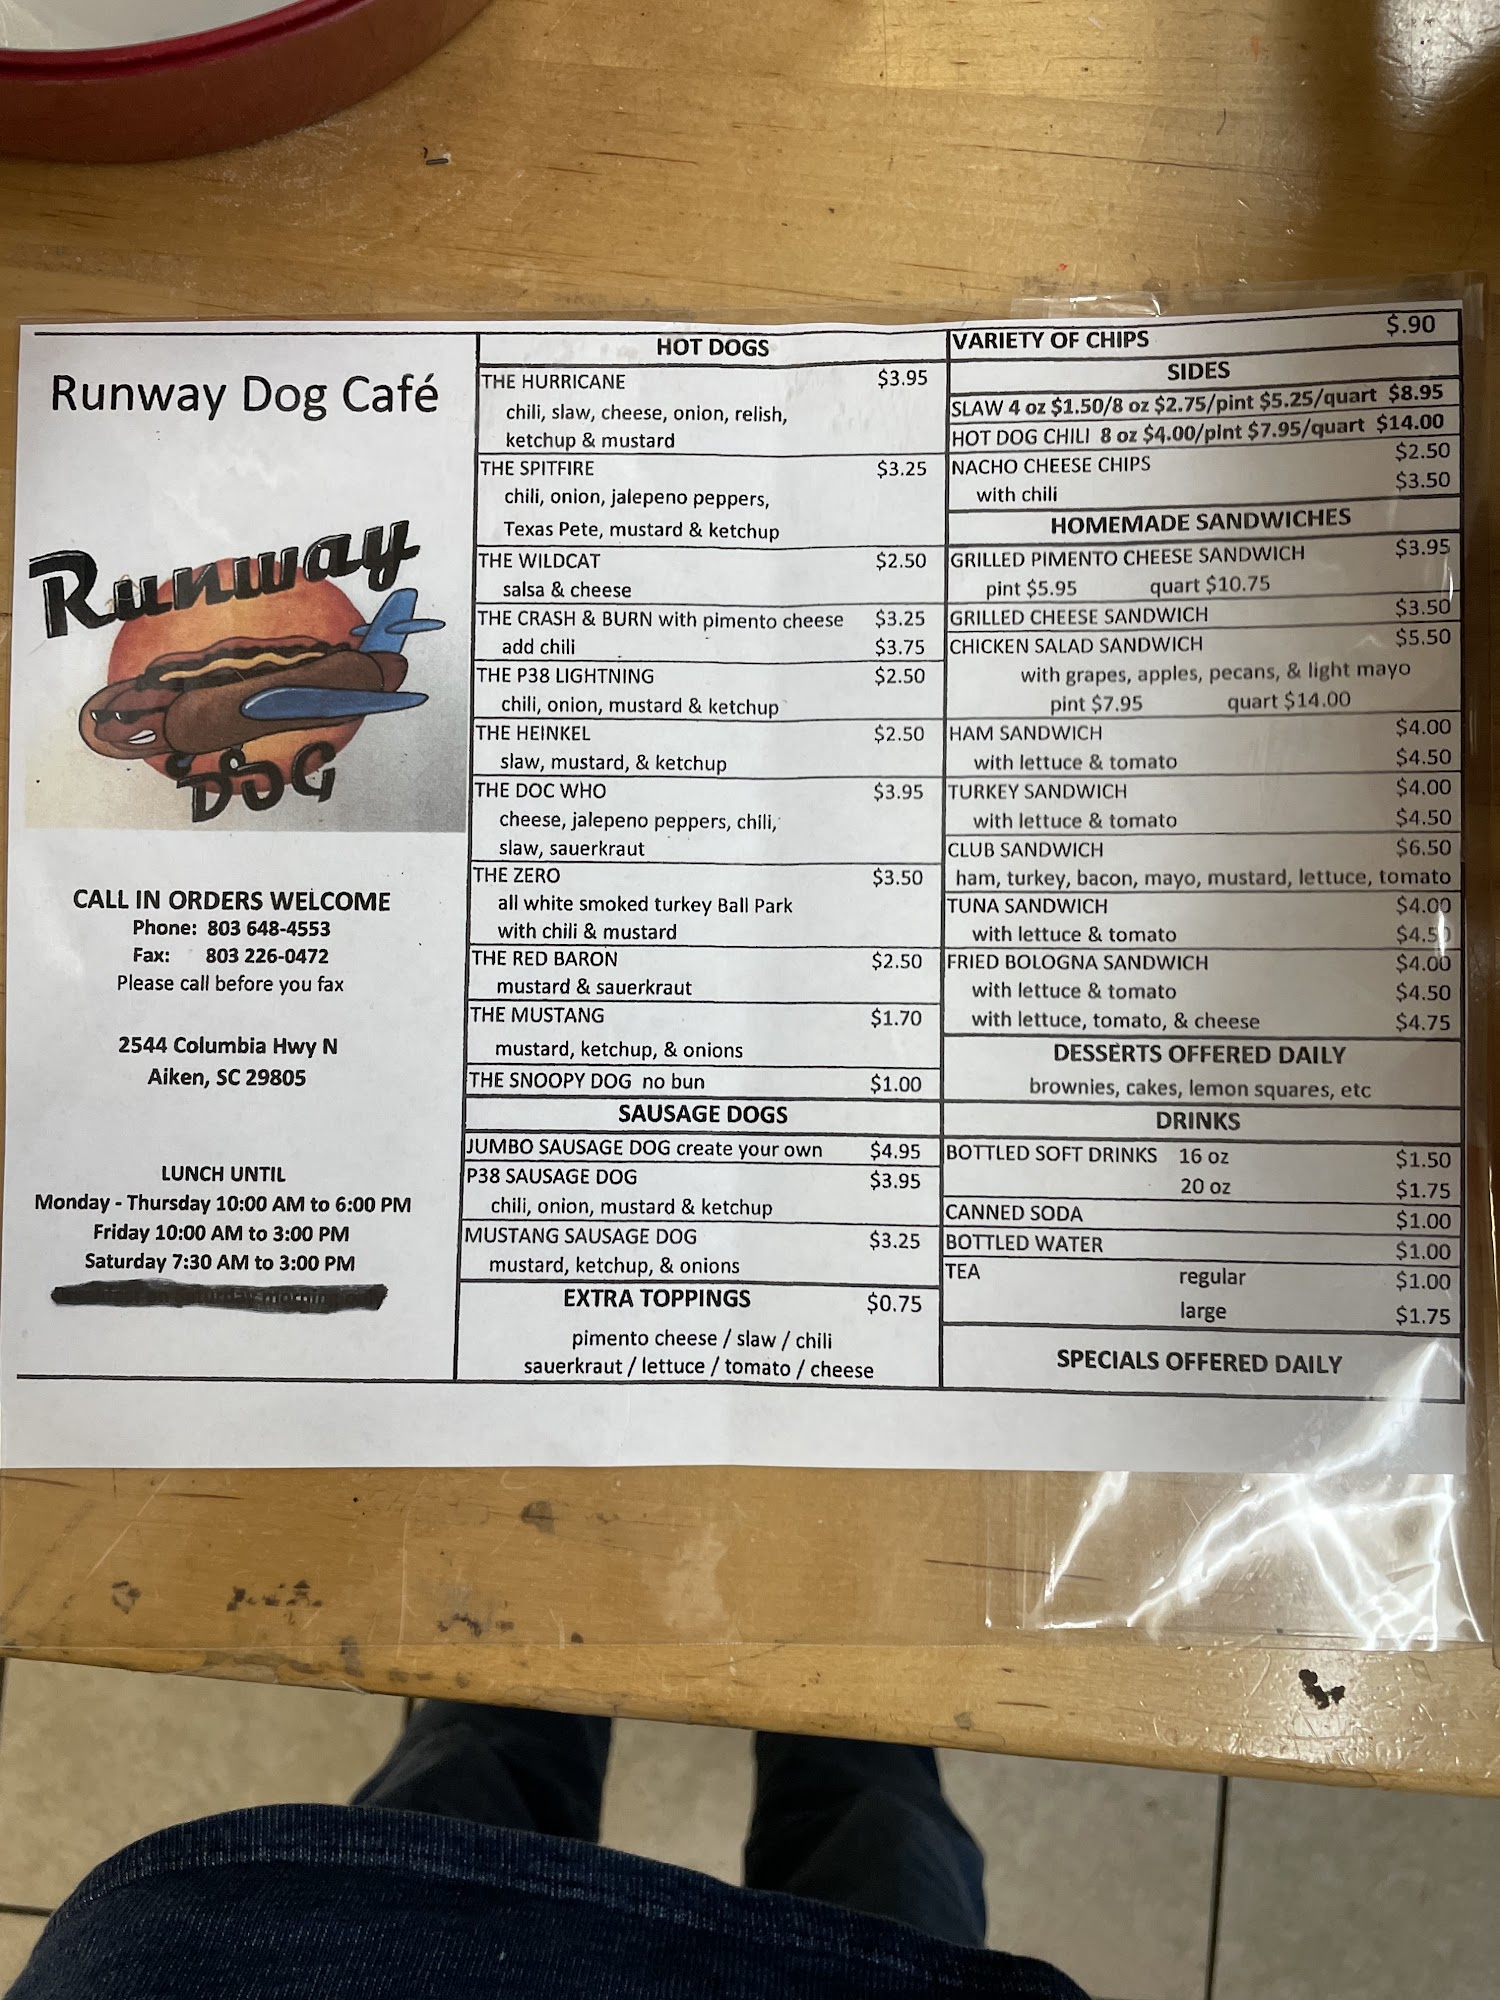 Runway Dog Café
Runway
DOG
CALL IN ORDERS WELCOME
Phone: 803 648-4553
Fax: 803 226-0472
Please call before you fax
2544 Columbia Hwy N
Aiken, SC 29805
LUNCH UNTIL
Monday - Thursday 10:00 AM to 6:00 PM
Friday 10:00 AM to 3:00 PM
Saturday 7:30 AM to 3:00 PM
HOT DOGS
THE HURRICANE $3.95
chili, slaw, cheese, onion, relish,
ketchup & mustard
THE SPITFIRE $3.25
chili, onion, jalepeno peppers,
Texas Pete, mustard & ketchup
THE WILDCAT $2.50
salsa & cheese
THE CRASH & BURN with pimento cheese $3.25
add chili $3.75
THE P38 LIGHTNING $2.50
chili, onion, mustard & ketchup
THE HEINKEL $2.50
slaw, mustard, & ketchup
THE DOC WHO $3.95
cheese, jalepeno peppers, chili,
slaw, sauerkraut
THE ZERO $3.50
all white smoked turkey Ball Park
with chili & mustard
THE RED BARON $2.50
mustard & sauerkraut
THE MUSTANG $1.70
mustard, ketchup, & onions
THE SNOOPY DOG no bun $1.00
SAUSAGE DOGS
JUMBO SAUSAGE DOG create your own $4.95
P38 SAUSAGE DOG $3.95
chili, onion, mustard & ketchup
MUSTANG SAUSAGE DOG $3.25
mustard, ketchup, & onions
EXTRA TOPPINGS $0.75
pimento cheese / slaw / chili
sauerkraut / lettuce / tomato / cheese
VARIETY OF CHIPS $.90
SIDES
SLAW 4 oz $1.50/8 oz $2.75/pint $5.25/quart $8.95
HOT DOG CHILI 8 oz $4.00/pint $7.95/quart $14.00
NACHO CHEESE CHIPS $2.50
with chili $3.50
HOMEMADE SANDWICHES
GRILLED PIMENTO CHEESE SANDWICH $3.95
pint $5.95 quart $10.75
GRILLED CHEESE SANDWICH $3.50
CHICKEN SALAD SANDWICH $5.50
with grapes, apples, pecans, & light mayo
pint $7.95 quart $14.00
HAM SANDWICH $4.00
with lettuce & tomato $4.50
TURKEY SANDWICH $4.00
with lettuce & tomato $4.50
CLUB SANDWICH $6.50
ham, turkey, bacon, mayo, mustard, lettuce, tomato
TUNA SANDWICH $4.00
with lettuce & tomato $4.50
FRIED BOLOGNA SANDWICH $4.00
with lettuce & tomato $4.50
with lettuce, tomato, & cheese $4.75
DESSERTS OFFERED DAILY
brownies, cakes, lemon squares, etc
DRINKS
BOTTLED SOFT DRINKS 16 oz $1.50
20 oz $1.75
CANNED SODA $1.00
BOTTLED WATER $1.00
TEA regular $1.00
large $1.75
SPECIALS OFFERED DAILY